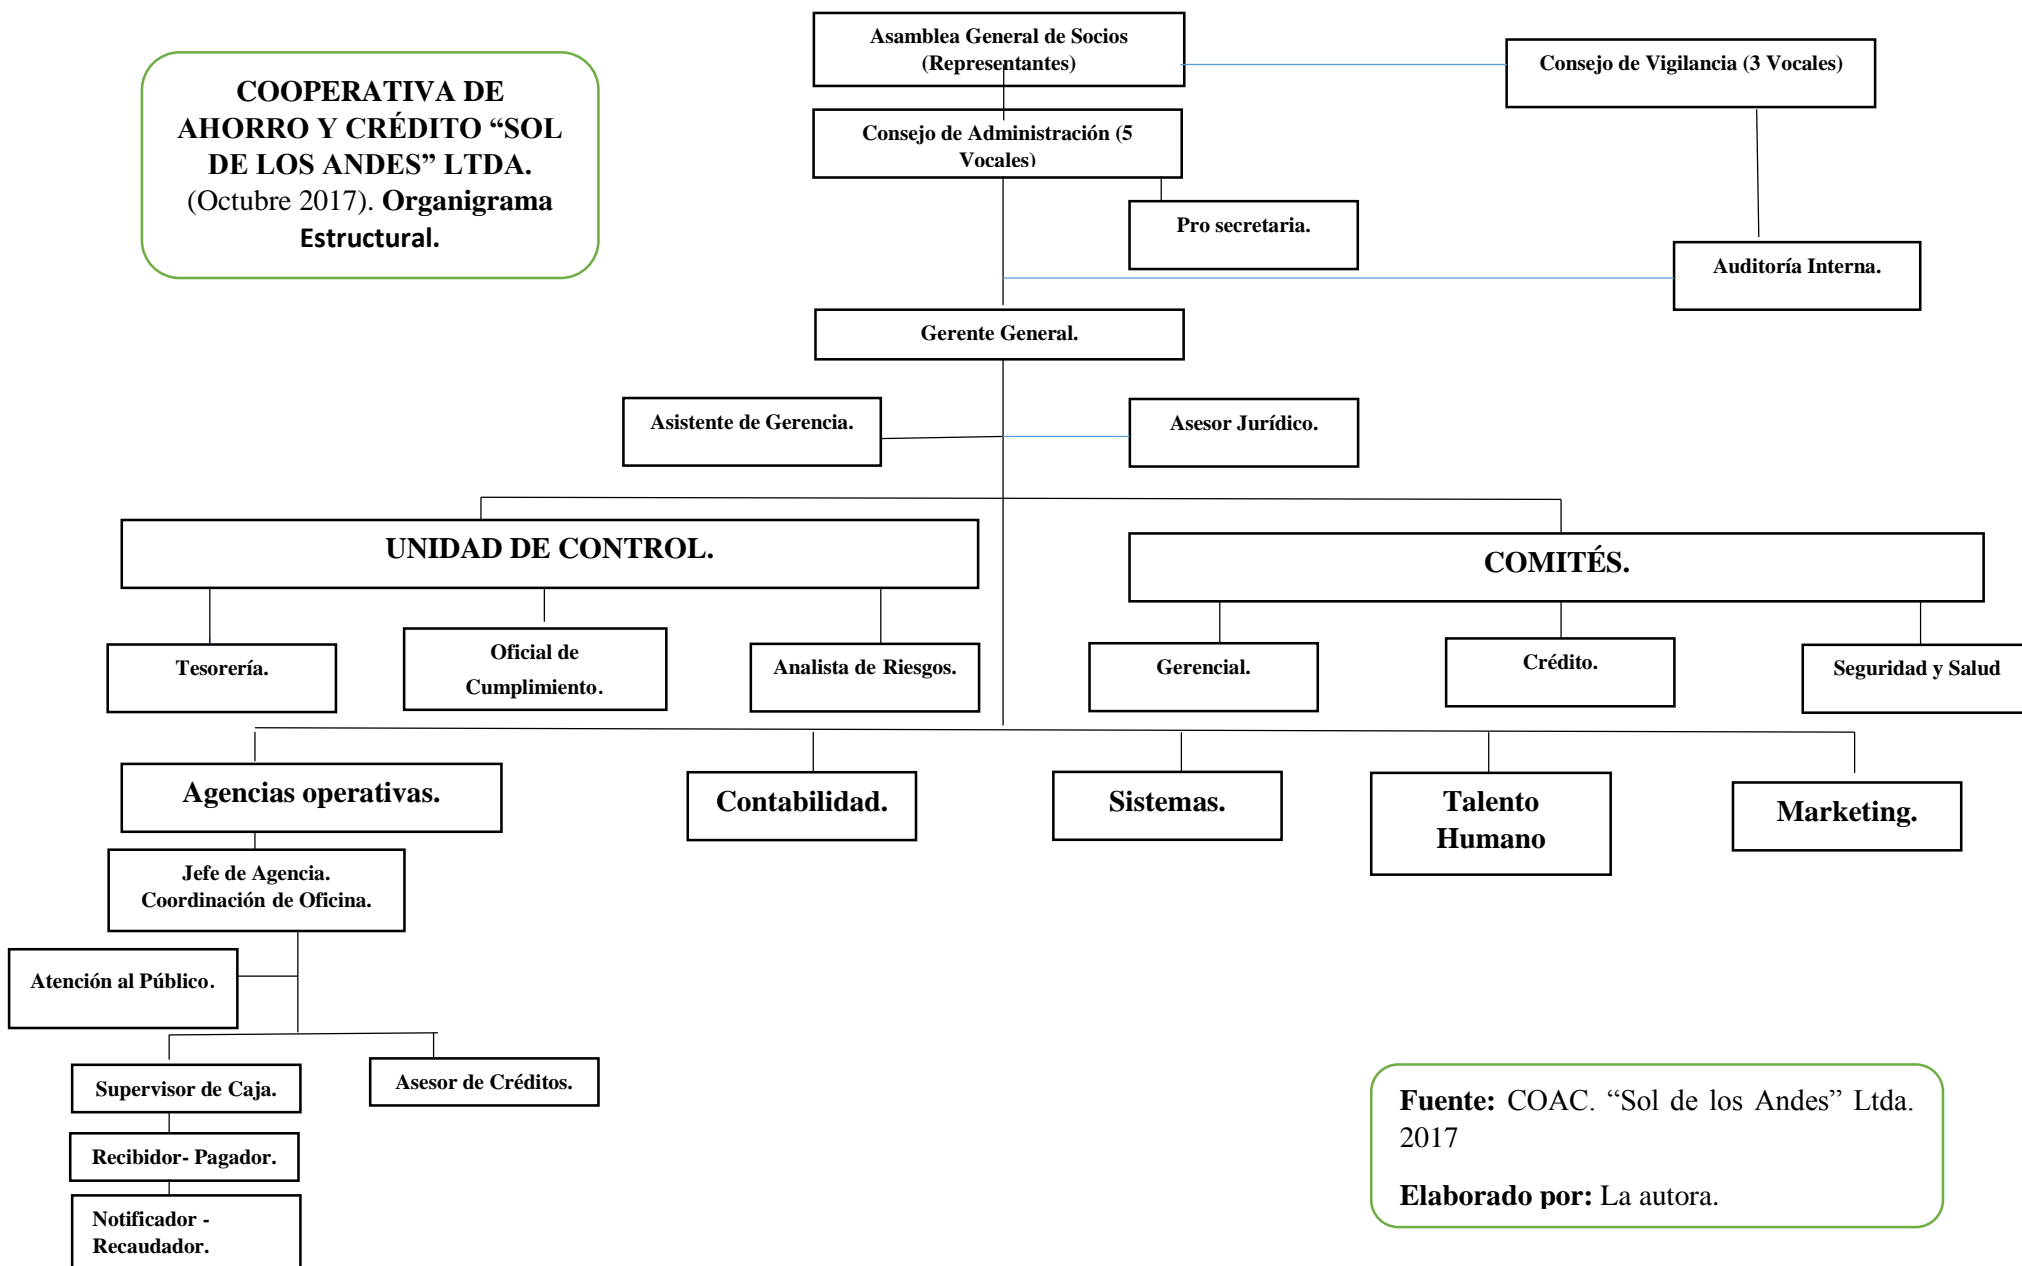 COOPERATIVA DE
AHORRO Y CRÉDITO “SOL
DE LOS ANDES” LTDA.
(Octubre 2017). Organigrama
Estructural.
Asamblea General de Socios
(Representantes)
Consejo de Vigilancia (3 Vocales)
Consejo de Administración (5
Vocales)
Pro secretaria.
Auditoría Interna.
Gerente General.
Asistente de Gerencia.
Asesor Jurídico.
UNIDAD DE CONTROL.
COMITÉS.
Tesorería.
Oficial de
Cumplimiento.
Analista de Riesgos.
Gerencial.
Crédito.
Seguridad y Salud
Agencias operativas.
Contabilidad.
Sistemas.
Talento
Humano
Marketing.
Jefe de Agencia.
Coordinación de Oficina.
Atención al Público.
Supervisor de Caja.
Asesor de Créditos.
Recibidor- Pagador.
Notificador -
Recaudador.
Fuente: COAC. “Sol de los Andes” Ltda.
2017
Elaborado por: La autora.